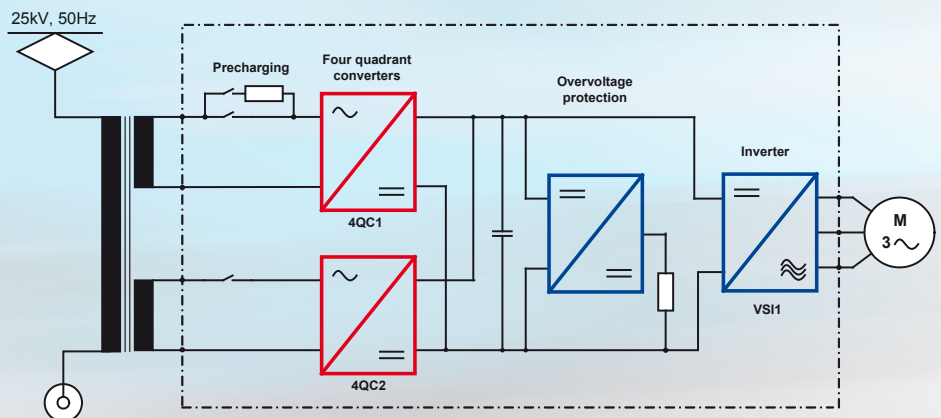 25kV, 50Hz
Precharging
Four quadrant
converters
Overvoltage
protection
Inverter
4QC1
M
3
4QC2
VSI1